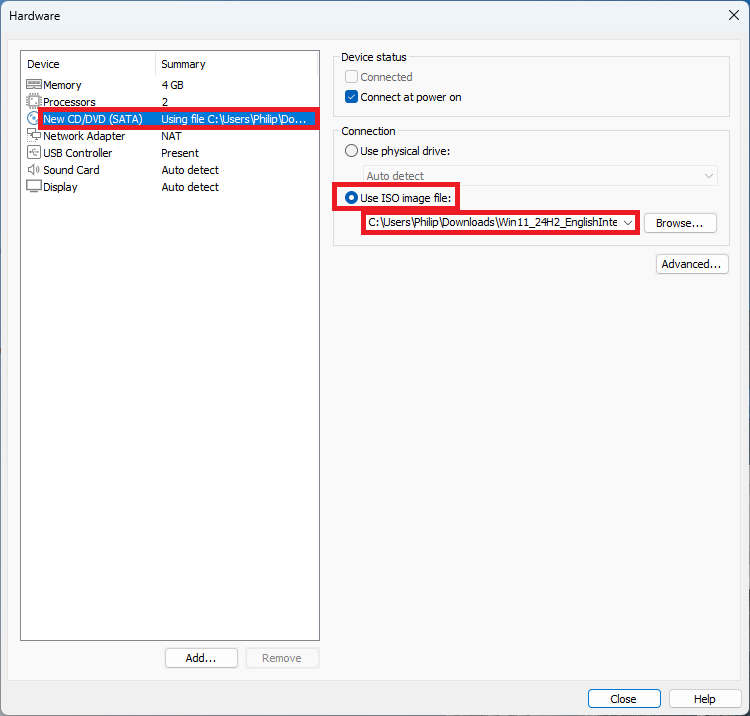 Hardware
Device Summary
Memory 4 GB
Processors 2
New CD/DVD (SATA) Using file C:\Users\Philip\Do...
Network Adapter NAT
USB Controller Present
Sound Card Auto detect
Display Auto detect
Add...
Remove
Device status
Connected
Connect at power on
Connection
Use physical drive:
Auto detect
Use ISO image file:
C:\Users\Philip\Downloads\Win11_24H2_EnglishInte
Browse...
Advanced...
Close
Help